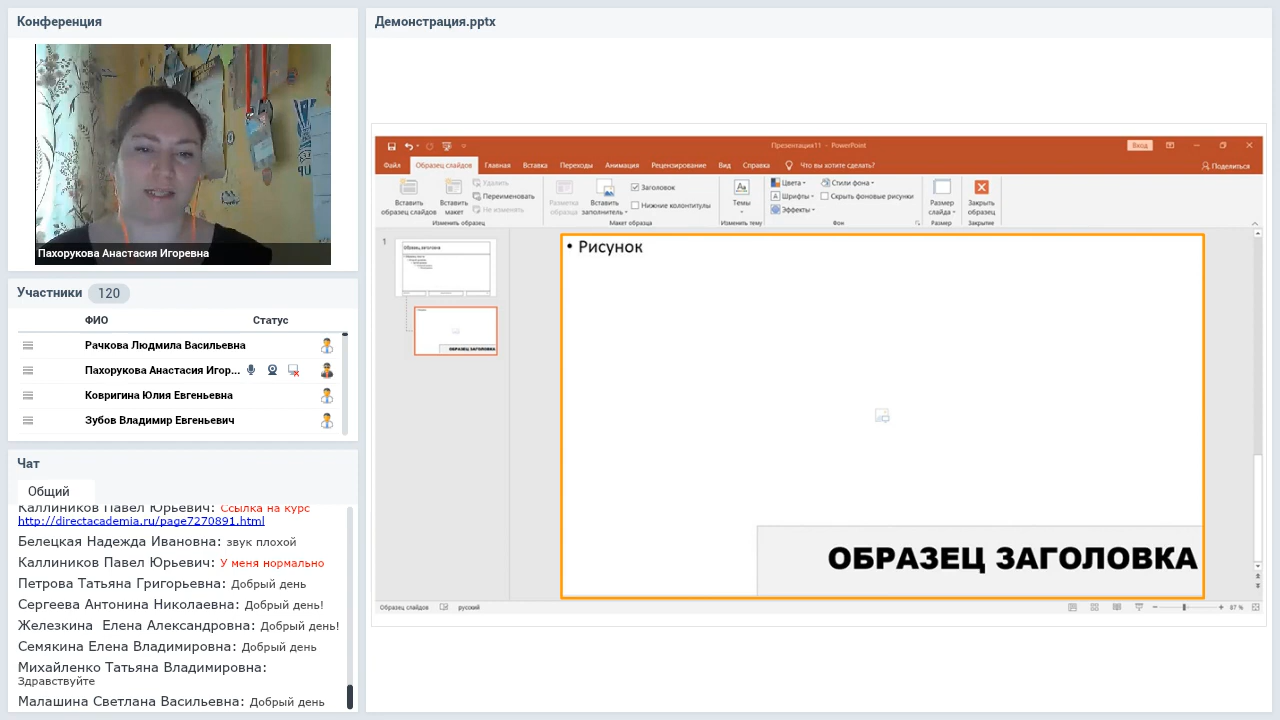 Конференция
Пахорукова Анастасия Игоревна
Участники 120
ФИО Статус
Рачкова Людмила Васильевна
Пахорукова Анастасия Игор...
Ковригина Юлия Евгеньевна
Зубов Владимир Евгеньевич
Чат
Общий
Каллиников Павел Юрьевич: Ссылка на курс
http://directacademia.ru/page7270891.html
Белецкая Надежда Ивановна: звук плохой
Каллиников Павел Юрьевич: У меня нормально
Петрова Татьяна Григорьевна: Добрый день
Сергеева Антонина Николаевна: Добрый день!
Железкина Елена Александровна: Добрый день!
Семякина Елена Владимировна: Добрый день
Михайленко Татьяна Владимировна:
Здравствуйте
Малашина Светлана Васильевна: Добрый день
Демонстрация.pptx
Презентация11 - PowerPoint
Вход
Файл Образец слайдов Главная Вставка Переходы Анимация Рецензирование Вид Справка Что вы хотите сделать? Поделиться
Вставить образец слайдов
Вставить макет
Удалить
Переименовать
Не изменять
Изменить образец
Разметка образца
Вставить заполнитель
Заголовок
Нижние колонтитулы
Макет образца
Темы
Изменить тему
Цвета
Шрифты
Эффекты
Стили фона
Скрыть фоновые рисунки
Фон
Размер слайда
Размер
Закрыть образец
Закрытие
1
Образец заголовка
ОБРАЗЕЦ ЗАГОЛОВКА
• Рисунок
ОБРАЗЕЦ ЗАГОЛОВКА
Образец слайдов русский
87 %